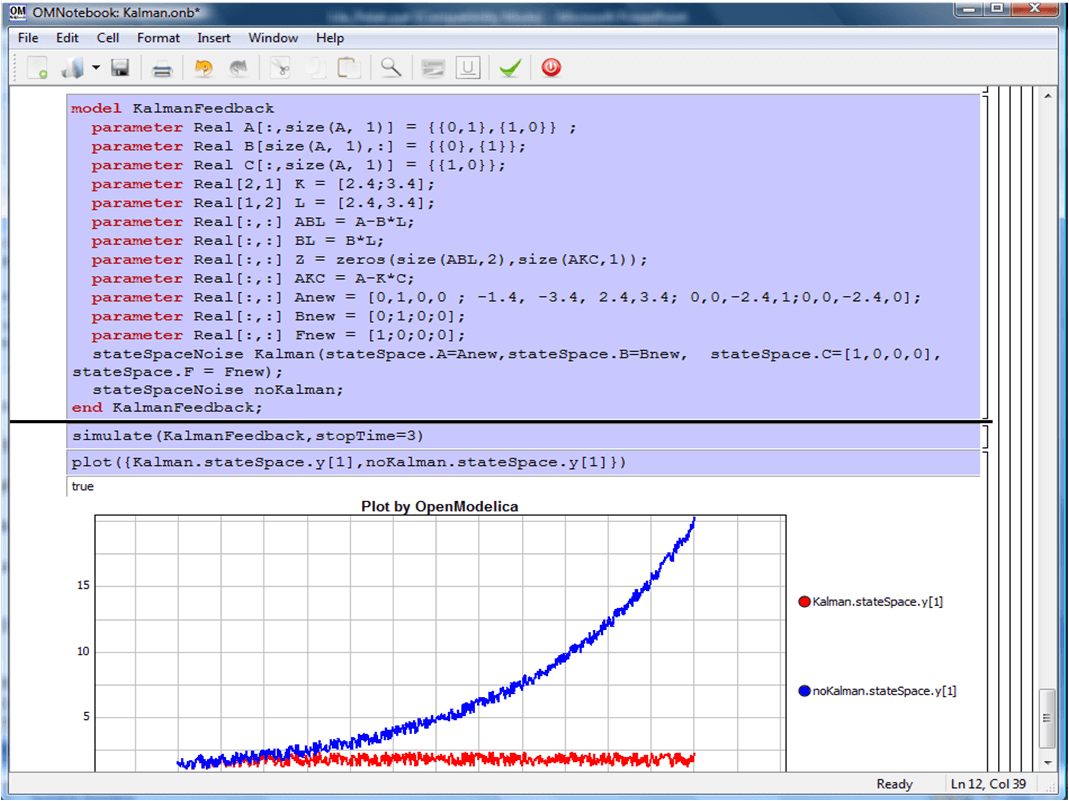 OMNotebook: Kalman.onb*
File Edit Cell Format Insert Window Help
model KalmanFeedback
parameter Real A[:,size(A, 1)] = {{0,1},{1,0}} ;
parameter Real B[size(A, 1),:] = {{0},{1}};
parameter Real C[:,size(A, 1)] = {{1,0}};
parameter Real[2,1] K = [2.4;3.4];
parameter Real[1,2] L = [2.4,3.4];
parameter Real[:,:] ABL = A-B*L;
parameter Real[:,:] BL = B*L;
parameter Real[:,:] Z = zeros(size(ABL,2),size(AKC,1));
parameter Real[:,:] AKC = A-K*C;
parameter Real[:,:] Anew = [0,1,0,0 ; -1.4, -3.4, 2.4,3.4; 0,0,-2.4,1;0,0,-2.4,0];
parameter Real[:,:] Bnew = [0;1;0;0];
parameter Real[:,:] Fnew = [1;0;0;0];
stateSpaceNoise Kalman(stateSpace.A=Anew,stateSpace.B=Bnew, stateSpace.C=[1,0,0,0],
stateSpace.F = Fnew);
stateSpaceNoise noKalman;
end KalmanFeedback;
simulate(KalmanFeedback,stopTime=3)
plot({Kalman.stateSpace.y[1],noKalman.stateSpace.y[1]})
true
Plot by OpenModelica
15
10
5
Kalman.stateSpace.y[1]
noKalman.stateSpace.y[1]
Ready Ln 12, Col 39